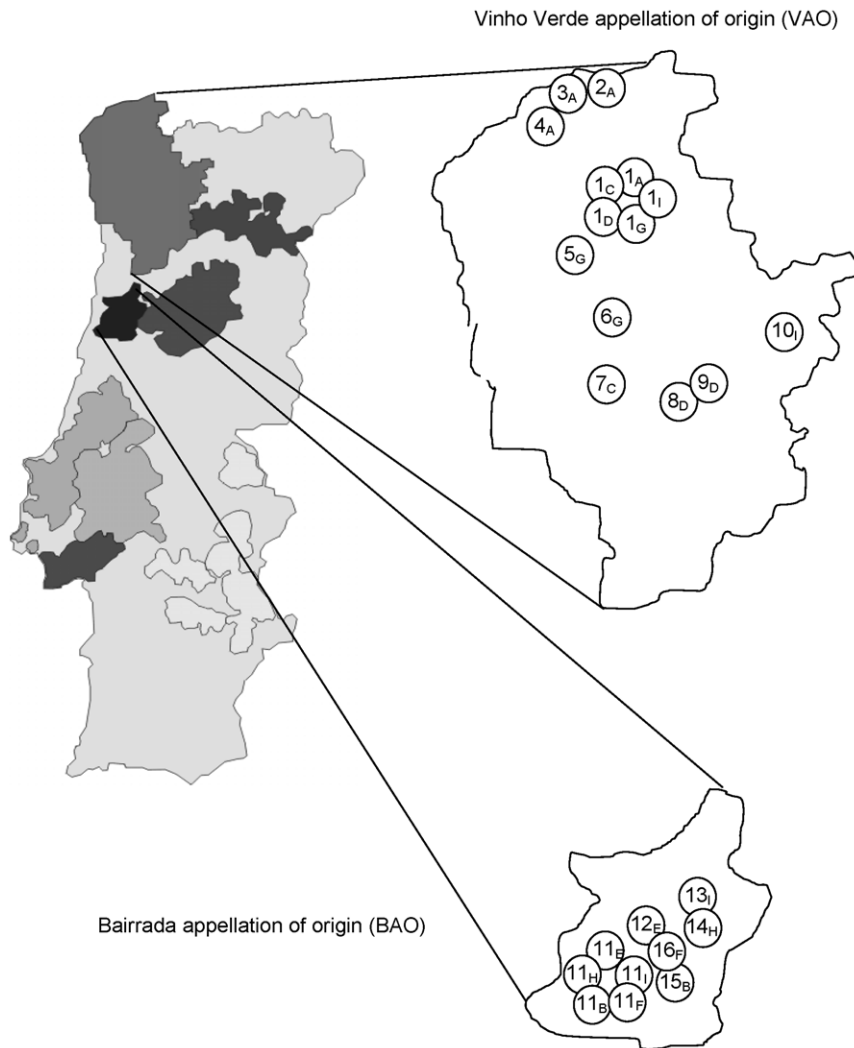 Vinho Verde appellation of origin (VAO)
2A
3A
4A
1A
1C
1I
1D
1G
5G
6G
10I
7C
9D
8D
Bairrada appellation of origin (BAO)
13I
12E
14H
11E
16F
11H
11I
15B
11B
11F